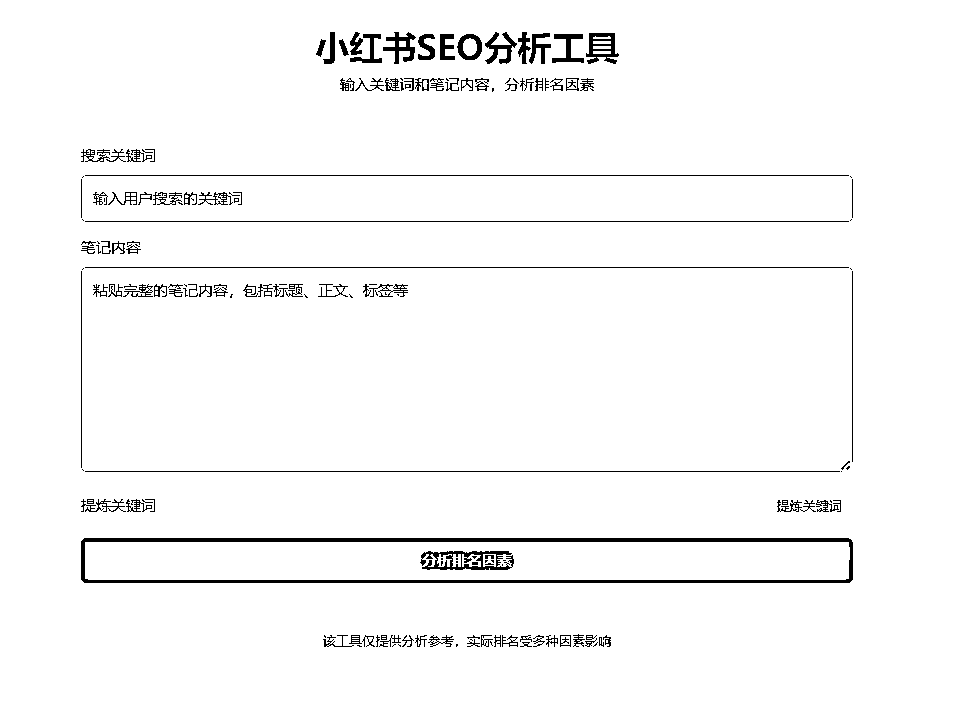 小红书SEO分析工具
输入关键词和笔记内容，分析排名因素
搜索关键词
输入用户搜索的关键词
笔记内容
粘贴完整的笔记内容，包括标题、正文、标签等
提炼关键词 提炼关键词
分析排名因素
该工具仅提供分析参考，实际排名受多种因素影响